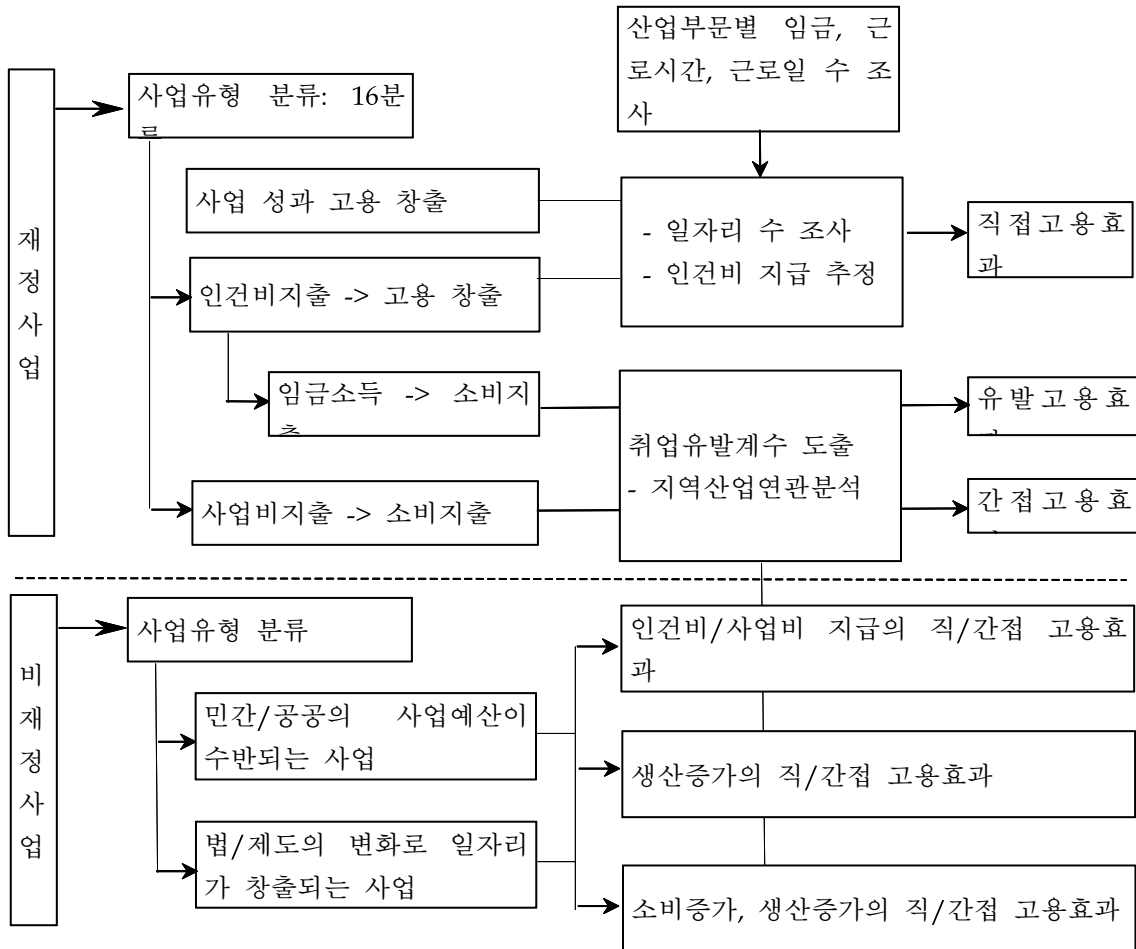 산업부문별 임금, 근
로시간, 근로일 수 조
사
재
정
사
업
사업유형 분류: 16분
사업 성과 고용 창출
- 일자리 수 조사
- 인건비 지급 추정
직접고용효
과
인건비지출 -> 고용 창출
임금소득 -> 소비지
취업유발계수 도출
- 지역산업연관분석
유발고용효
사업비지출 -> 소비지출
간접고용효
비
재
정
사
업
사업유형 분류
인건비/사업비 지급의 직/간접 고용효
과
민간/공공의 사업예산이
수반되는 사업
생산증가의 직/간접 고용효과
법/제도의 변화로 일자리
가 창출되는 사업
소비증가, 생산증가의 직/간접 고용효과